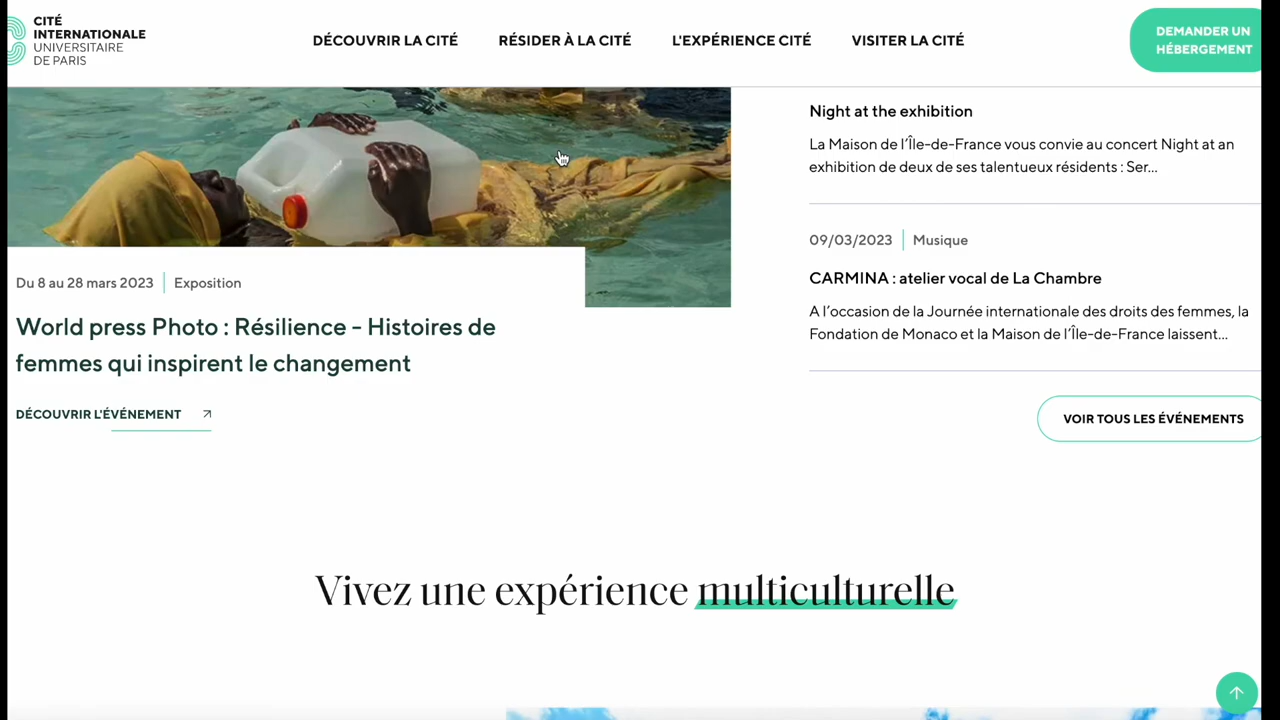 CITÉ
INTERNATIONALE
UNIVERSITAIRE
DE PARIS
DÉCOUVRIR LA CITÉ
RÉSIDER À LA CITÉ
L'EXPÉRIENCE CITÉ
VISITER LA CITÉ
DEMANDER UN
HÉBERGEMENT
Du 8 au 28 mars 2023
Exposition
World press Photo : Résilience - Histoires de
femmes qui inspirent le changement
DÉCOUVRIR L'ÉVÉNEMENT
Night at the exhibition
La Maison de l’Île-de-France vous convie au concert Night at an
exhibition de deux de ses talentueux résidents : Ser...
09/03/2023
Musique
CARMINA : atelier vocal de La Chambre
A l’occasion de la Journée internationale des droits des femmes, la
Fondation de Monaco et la Maison de l’Île-de-France laissent...
VOIR TOUS LES ÉVÉNEMENTS
Vivez une expérience multiculturelle